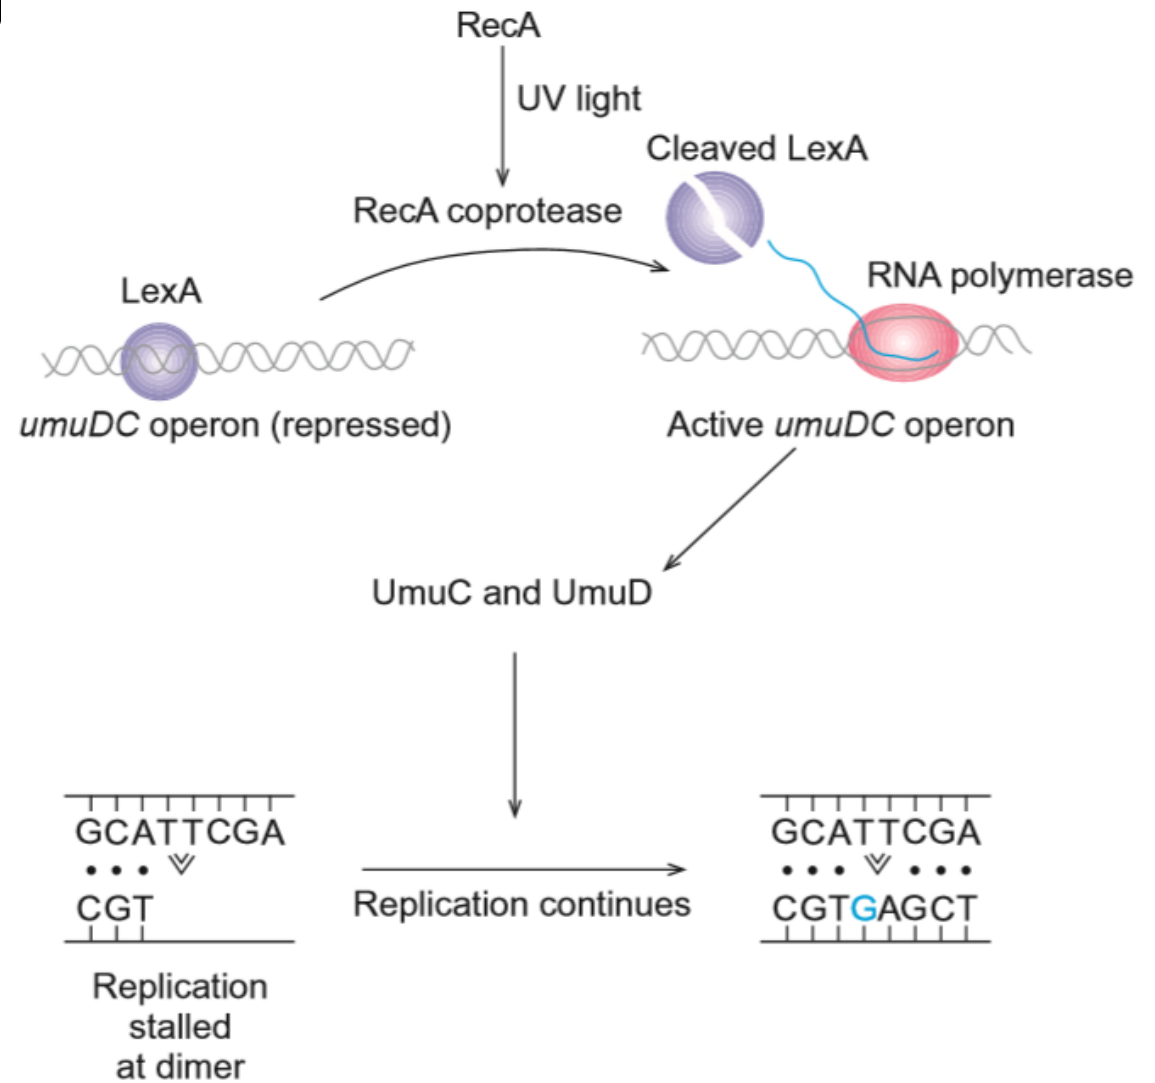 RecA
UV light
Cleaved LexA
RecA coprotease
RNA polymerase
LexA
umuDC operon (repressed)
Active umuDC operon
UmuC and UmuD
GCATTCGA
CGT
Replication
stalled
at dimer
Replication continues
GCATTCGA
CGTGAGCT